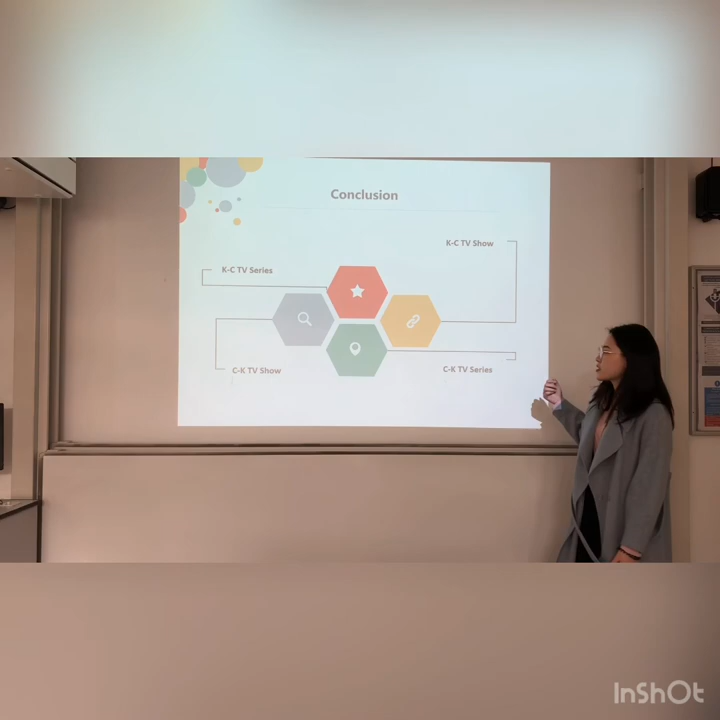 Conclusion
K-C TV Show
K-C TV Series
C-K TV Show
C-K TV Series
InShOt